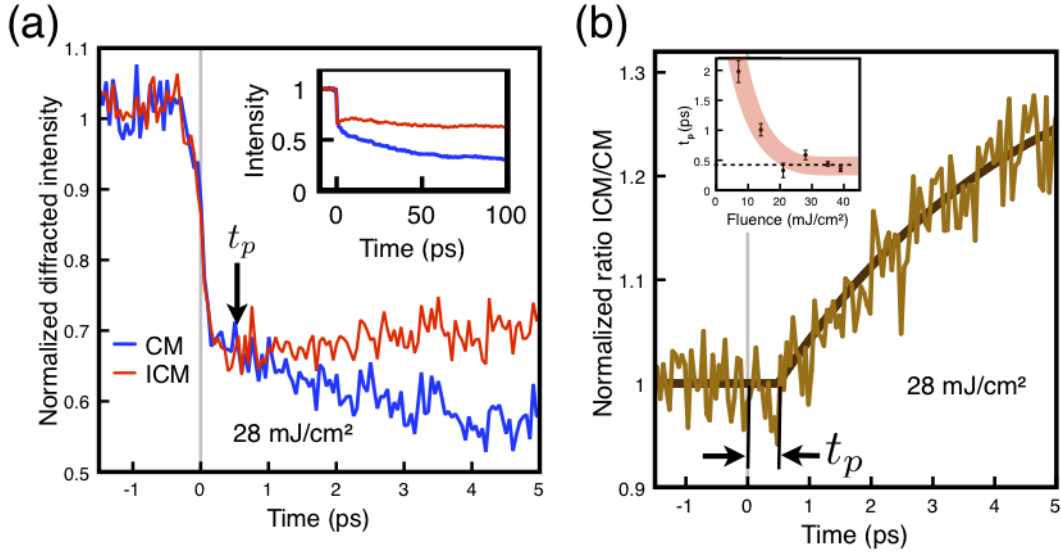 (a)
Normalized diffracted intensity
1.1
1
0.9
0.8
0.7
0.6
0.5
-1
0
1
2
3
4
5
Time (ps)
t_p
CM
ICM
28 mJ/cm²
Intensity
1
0.5
0
0
50
100
Time (ps)
(b)
Normalized ratio ICM/CM
1.3
1.2
1.1
1
0.9
-1
0
1
2
3
4
5
Time (ps)
t_p
28 mJ/cm²
t_p (ps)
2
1.5
1
0.5
0
0
10
20
30
40
Fluence (mJ/cm²)